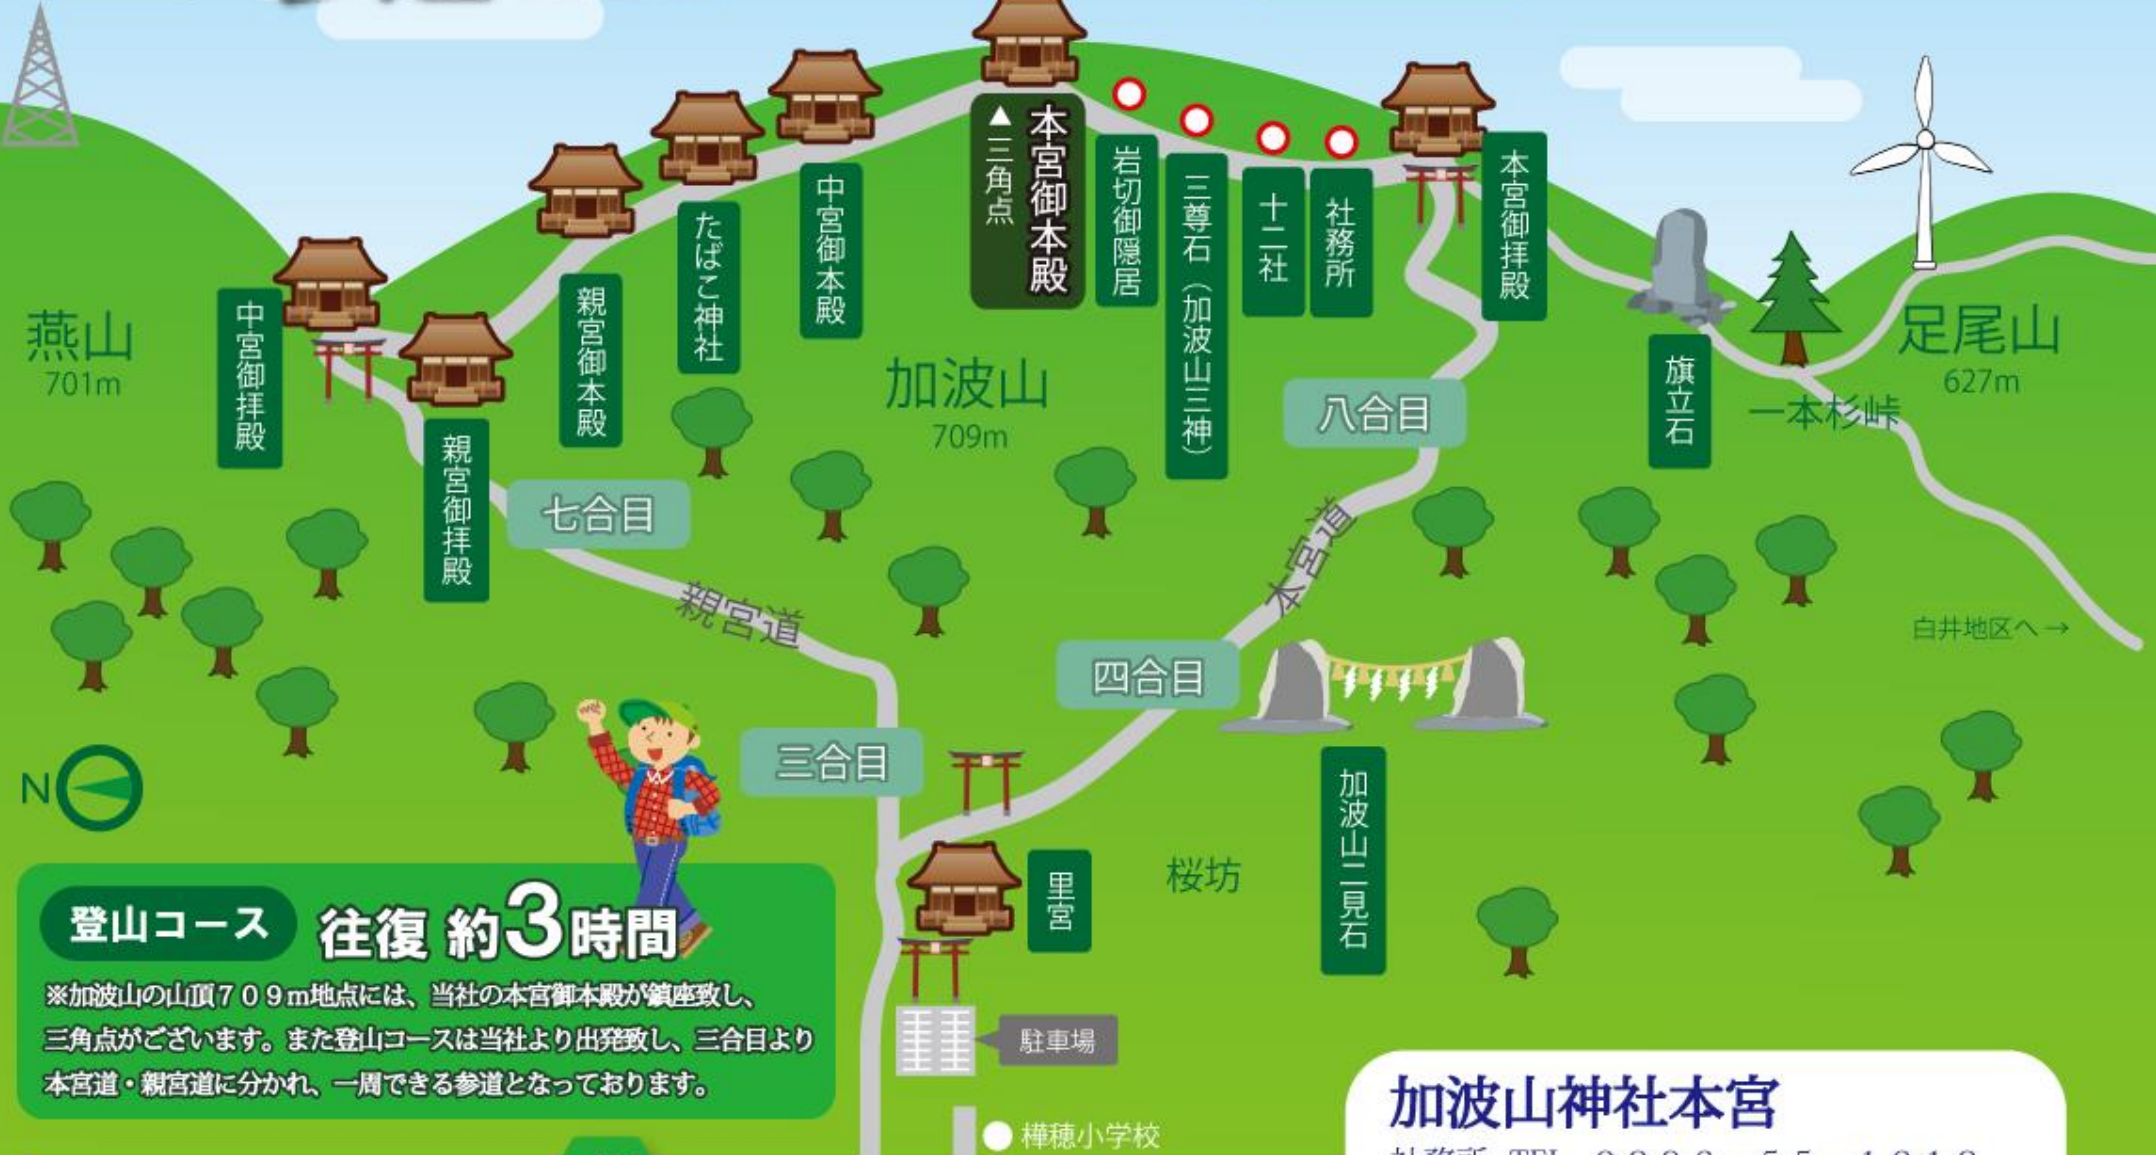 本宮御本殿
▲三角点
岩切御隠居
三尊石（加波山三神）
十二社
社務所
本宮御拝殿
中宮御本殿
たばこ神社
親宮御本殿
中宮御拝殿
親宮御拝殿
燕山
701m
加波山
709m
足尾山
627m
旗立石
一本杉峠
八合目
七合目
本宮道
親宮道
白井地区へ→
四合目
三合目
加波山二見石
N
里宮
桜坊
登山コース
往復 約3時間
※加波山の山頂７０９m地点には、当社の本宮御本殿が鎮座致し、
三角点がございます。また登山コースは当社より出発致し、三合目より
本宮道・親宮道に分かれ、一周できる参道となっております。
駐車場
樺穂小学校
加波山神社本宮